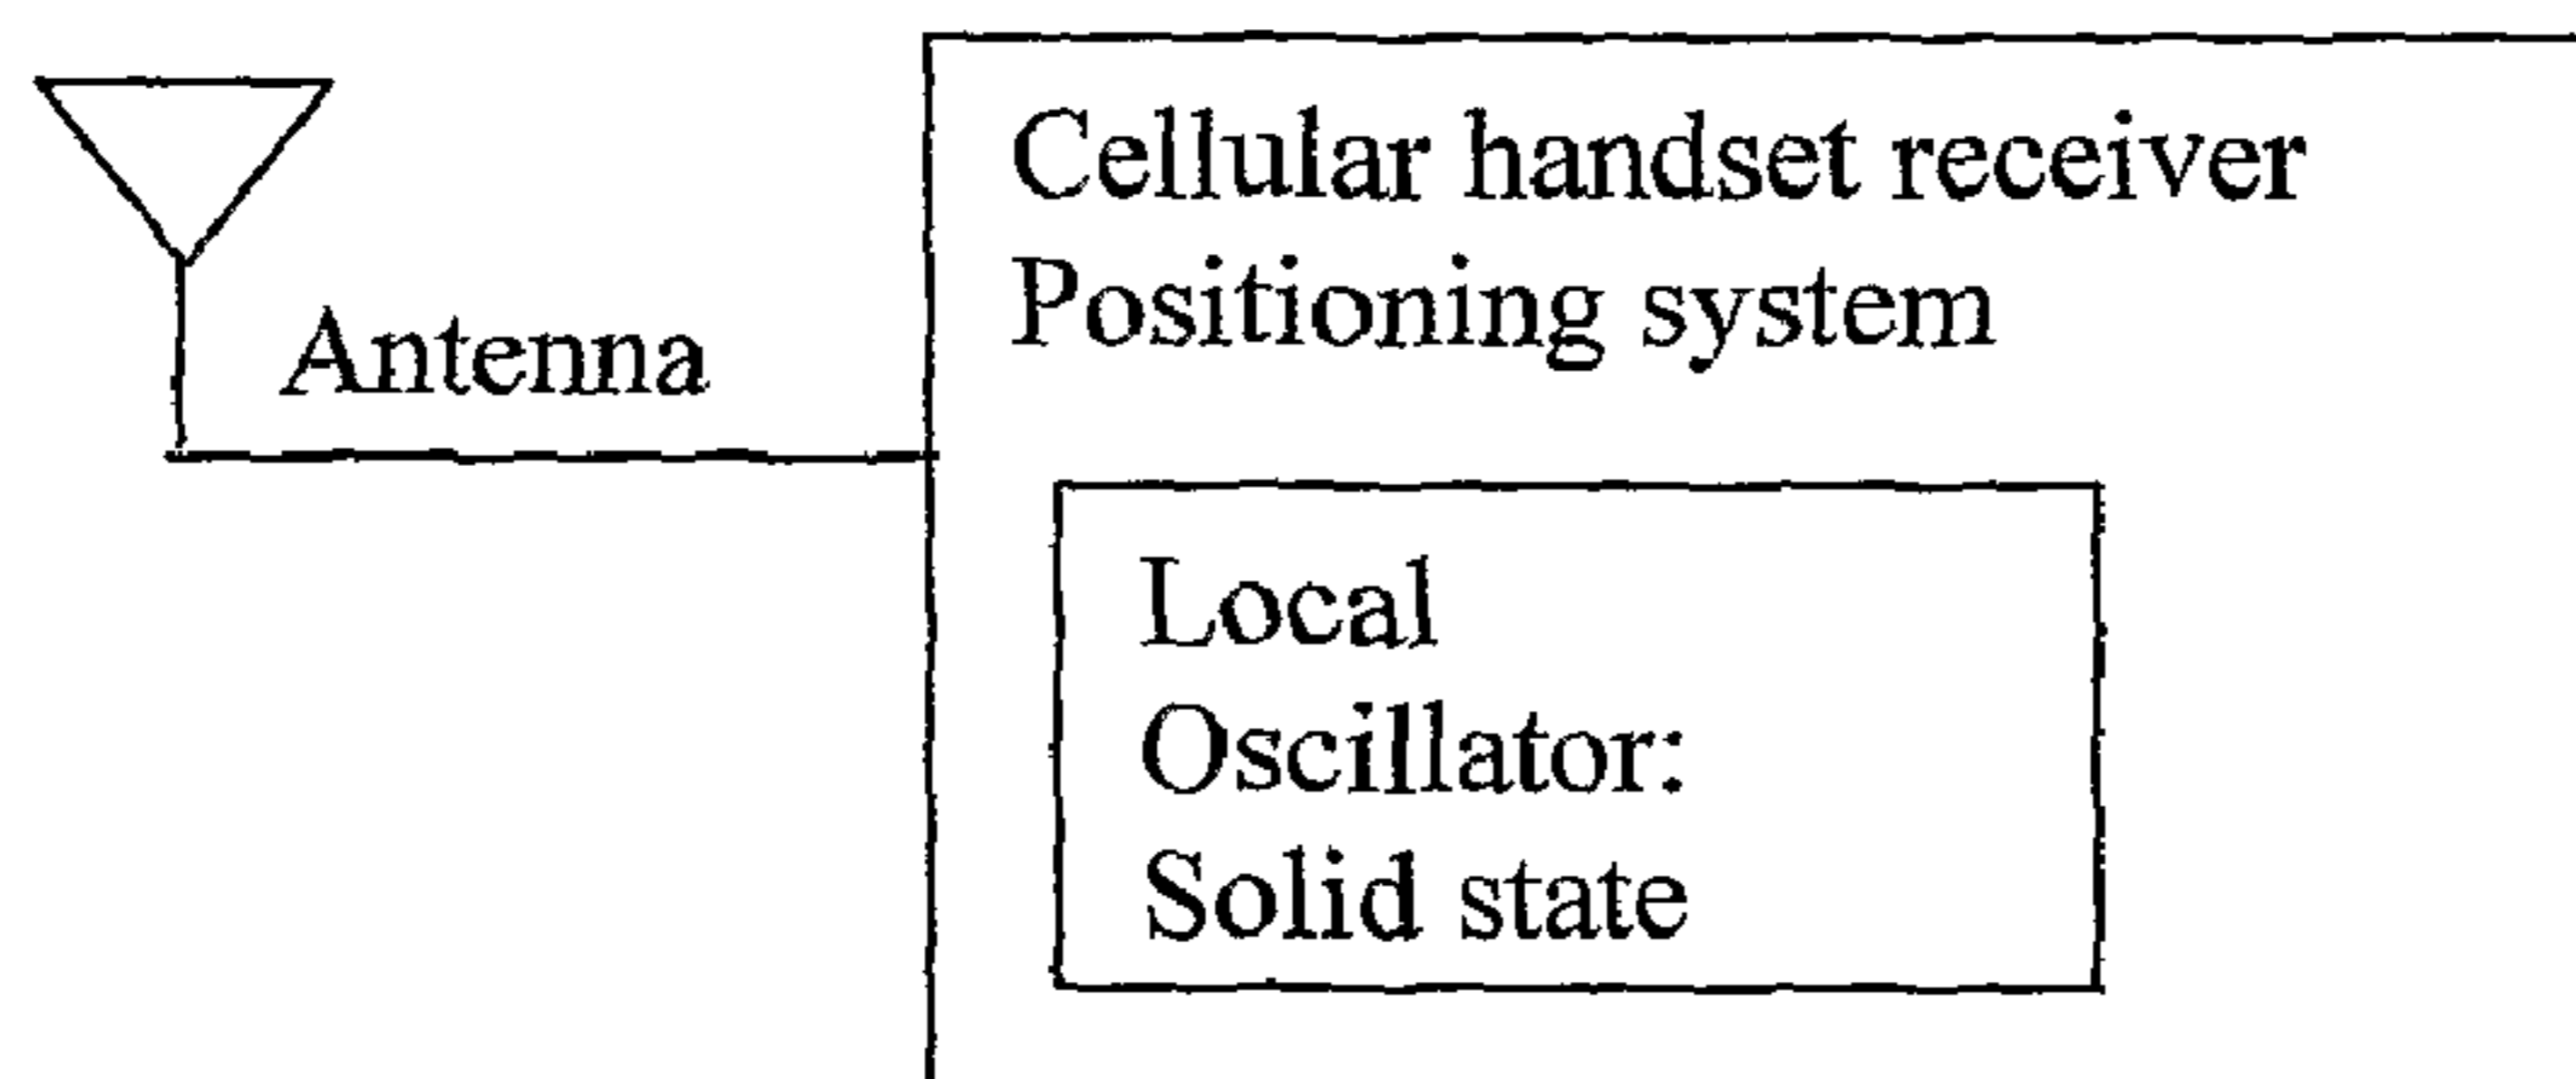 Cellular handset receiver
Positioning system
Antenna
Local
Oscillator:
Solid state